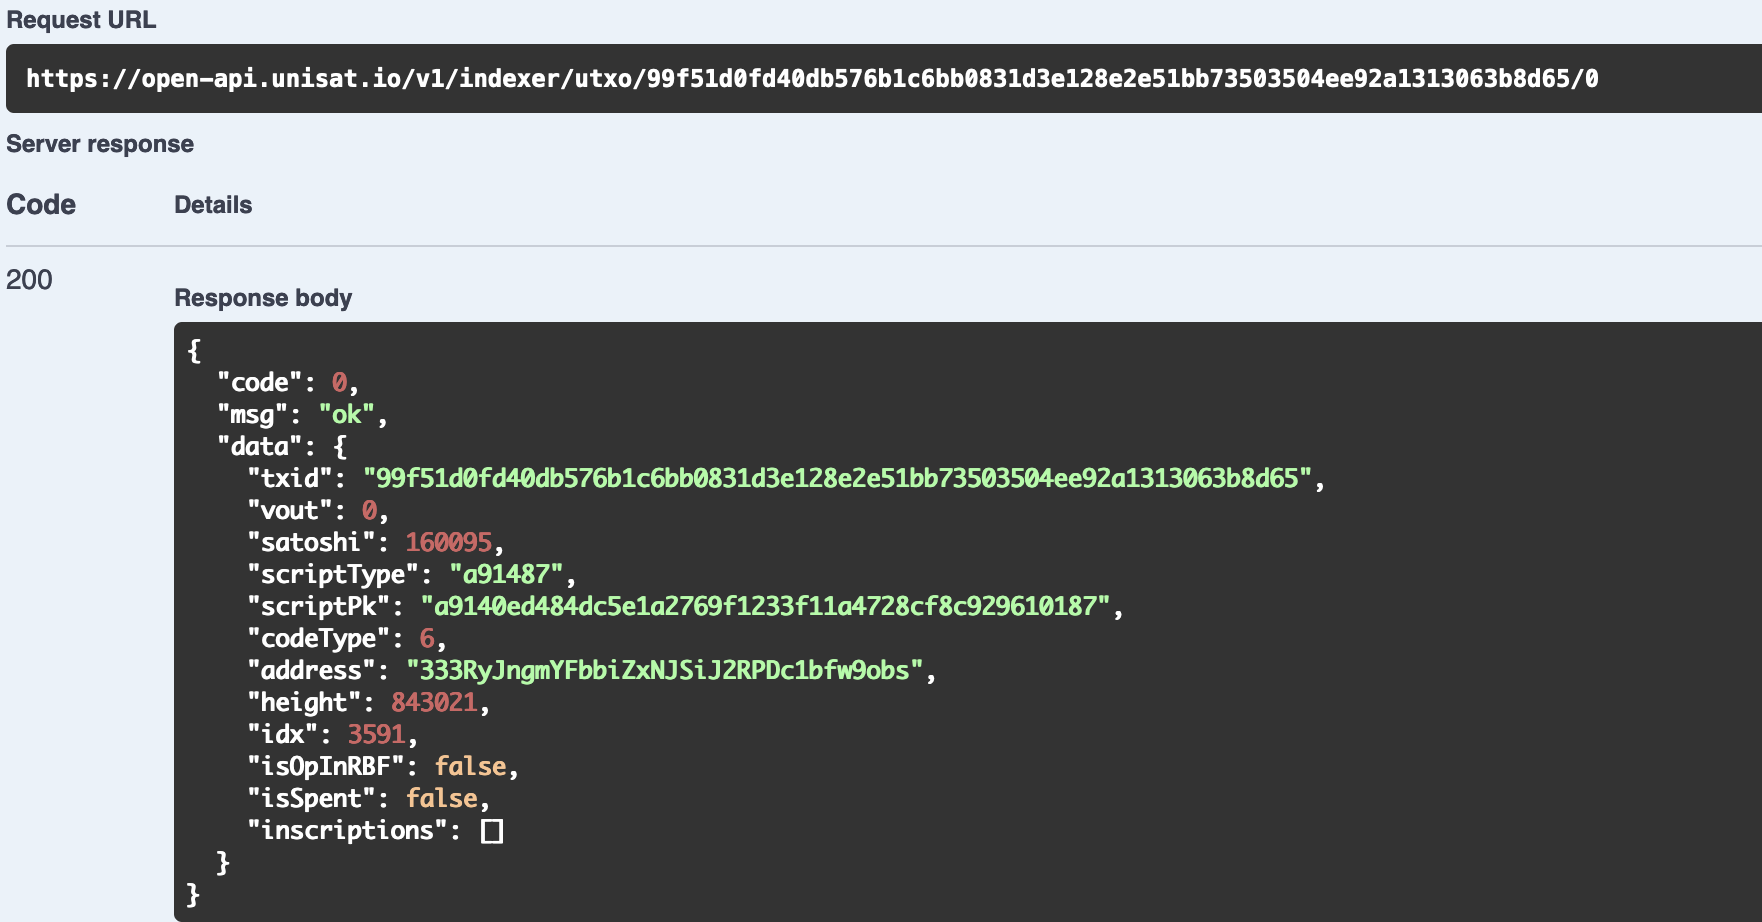 Request URL
https://open-api.unisat.io/v1/indexer/utxo/99f51d0fd40db576b1c6bb0831d3e128e2e51bb73503504ee92a1313063b8d65/0
Server response
Code Details
200
Response body
{
"code": 0,
"msg": "ok",
"data": {
"txid": "99f51d0fd40db576b1c6bb0831d3e128e2e51bb73503504ee92a1313063b8d65",
"vout": 0,
"satoshi": 160095,
"scriptType": "a91487",
"scriptPk": "a9140ed484dc5e1a2769f1233f11a4728cf8c929610187",
"codeType": 6,
"address": "333RyJngmYFbbiZxNJSiJ2RPDc1bfw9obs",
"height": 843021,
"idx": 3591,
"isOpInRBF": false,
"isSpent": false,
"inscriptions": []
}
}